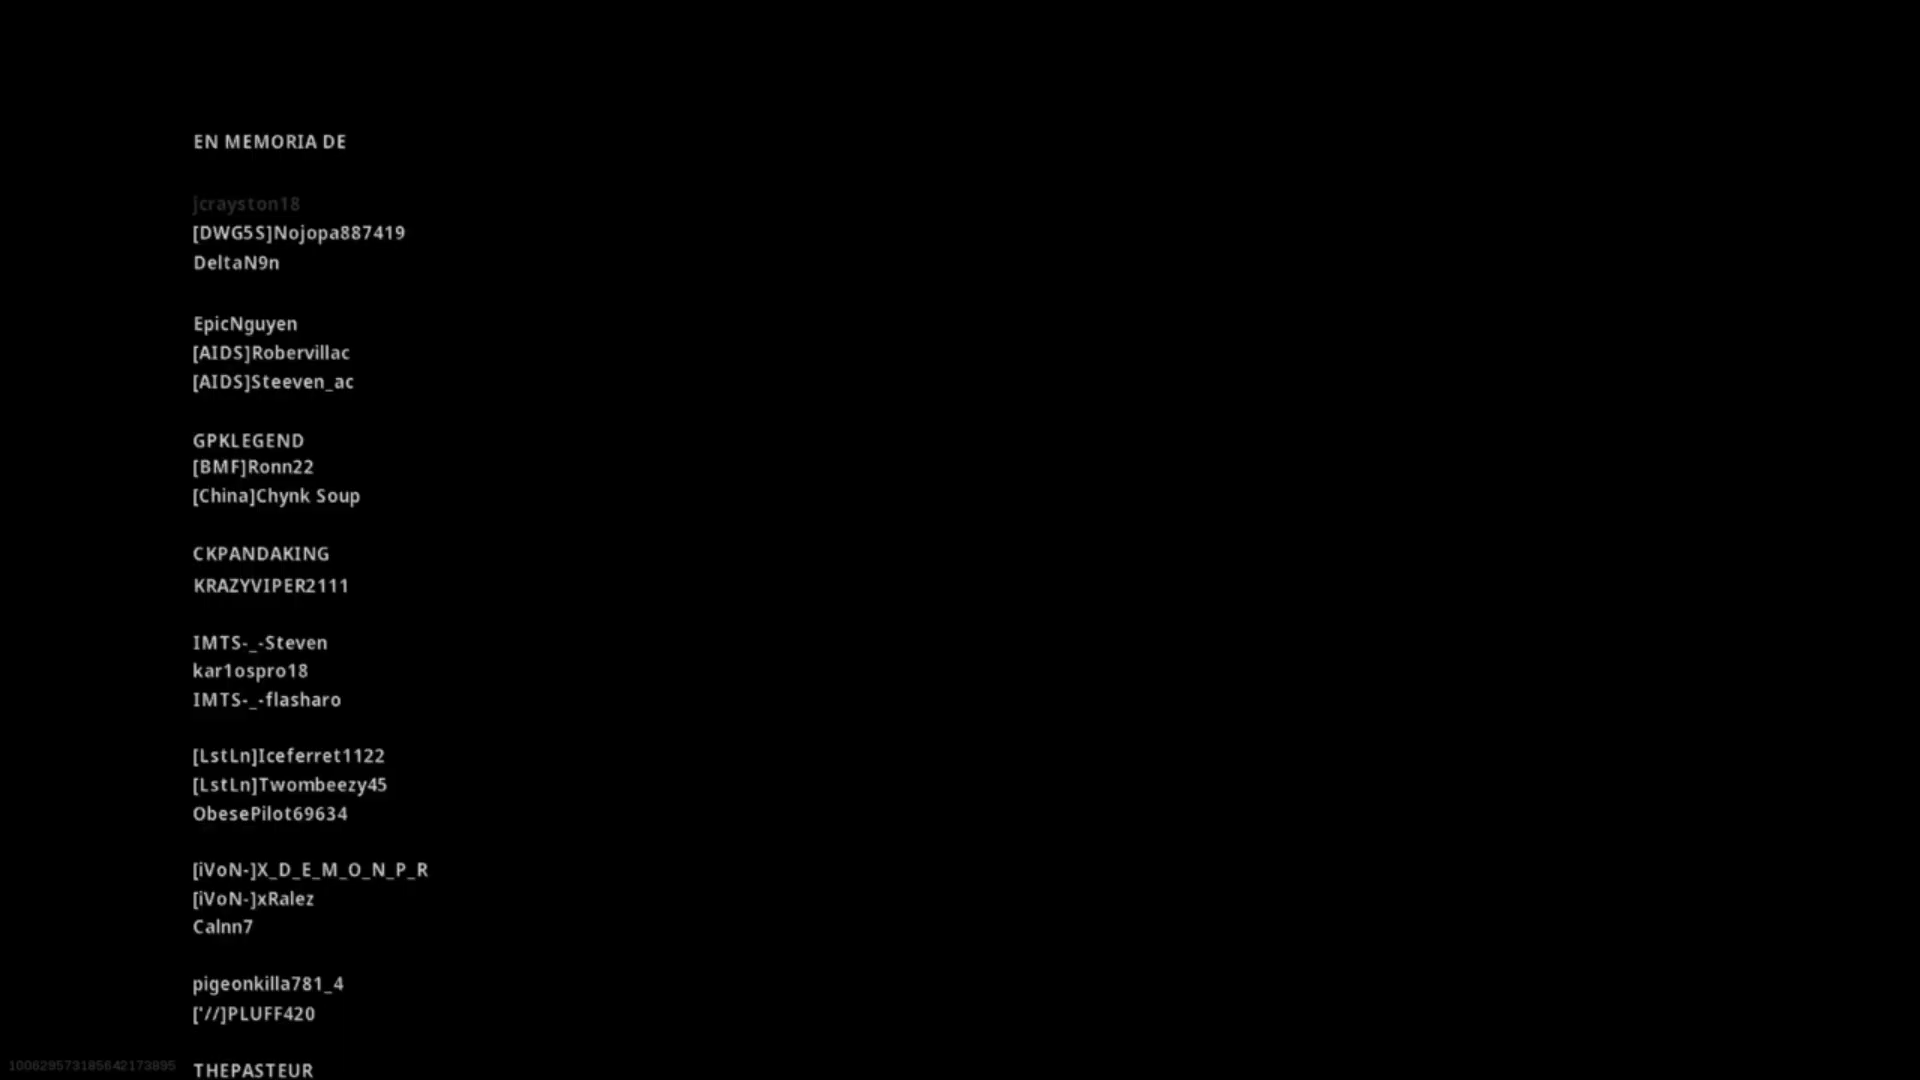 EN MEMORIA DE
jcrayston18
[DWG5S]Nojopa887419
DeltaN9n
EpicNguyen
[AIDS]Robervillac
[AIDS]Steeven_ac
GPKLEGEND
[BMF]Ronn22
[China]Chynk Soup
CKPANDAKING
KRAZYVIPER2111
IMTS-_-Steven
kar1ospro18
IMTS-_-flasharo
[LstLn]Iceferret1122
[LstLn]Twombeezy45
ObesePilot69634
[iVoN-]X_D_E_M_O_N_P_R
[iVoN-]xRalez
Calnn7
pigeonkilla781_4
['//]PLUFF420
THEPASTEUR
100629573185642173895